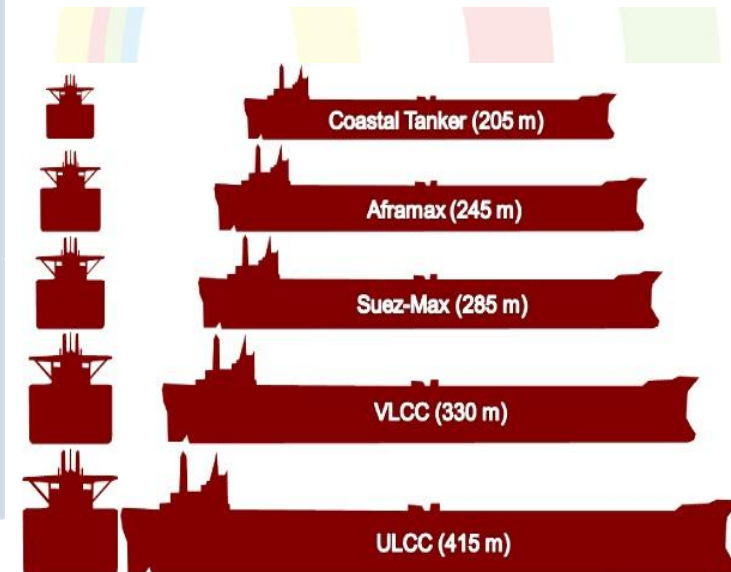 Coastal Tanker (205 m)
Aframax (245 m)
Suez-Max (285 m)
VLCC (330 m)
ULCC (415 m)